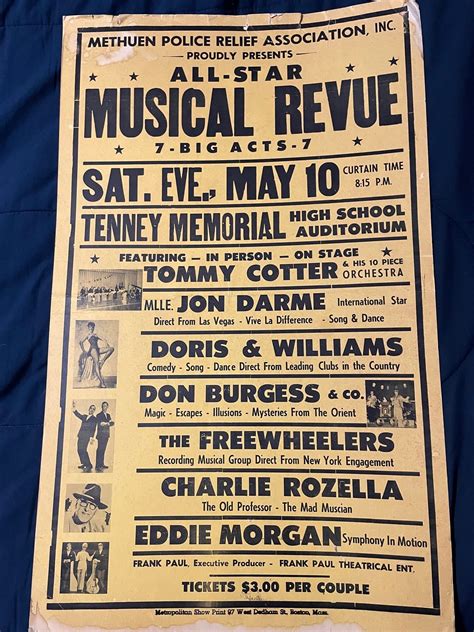 METHUEN POLICE RELIEF ASSOCIATION, INC.
PROUDLY PRESENTS
ALL-STAR
MUSICAL REVUE
7 - BIG ACTS - 7
SAT. EVE., MAY 10 CURTAIN TIME 8:15 P.M.
TENNEY MEMORIAL HIGH SCHOOL AUDITORIUM
FEATURING - IN PERSON - ON STAGE
TOMMY COTTER & HIS 10 PIECE ORCHESTRA
MLLE. JON DARME International Star
Direct From Las Vegas - Vive La Difference - Song & Dance
DORIS & WILLIAMS
Comedy - Song - Dance Direct From Leading Clubs in the Country
DON BURGESS & CO.
Magic - Escapes - Illusions - Mysteries From The Orient
THE FREEWHEELERS
Recording Musical Group Direct From New York Engagement
CHARLIE ROZELLA
The Old Professor - The Mad Muscian
EDDIE MORGAN Symphony In Motion
FRANK PAUL, Executive Producer - FRANK PAUL THEATRICAL ENT.
TICKETS $3.00 PER COUPLE
Metropolitan Show Print 97 West Dedham St., Boston, Mass.